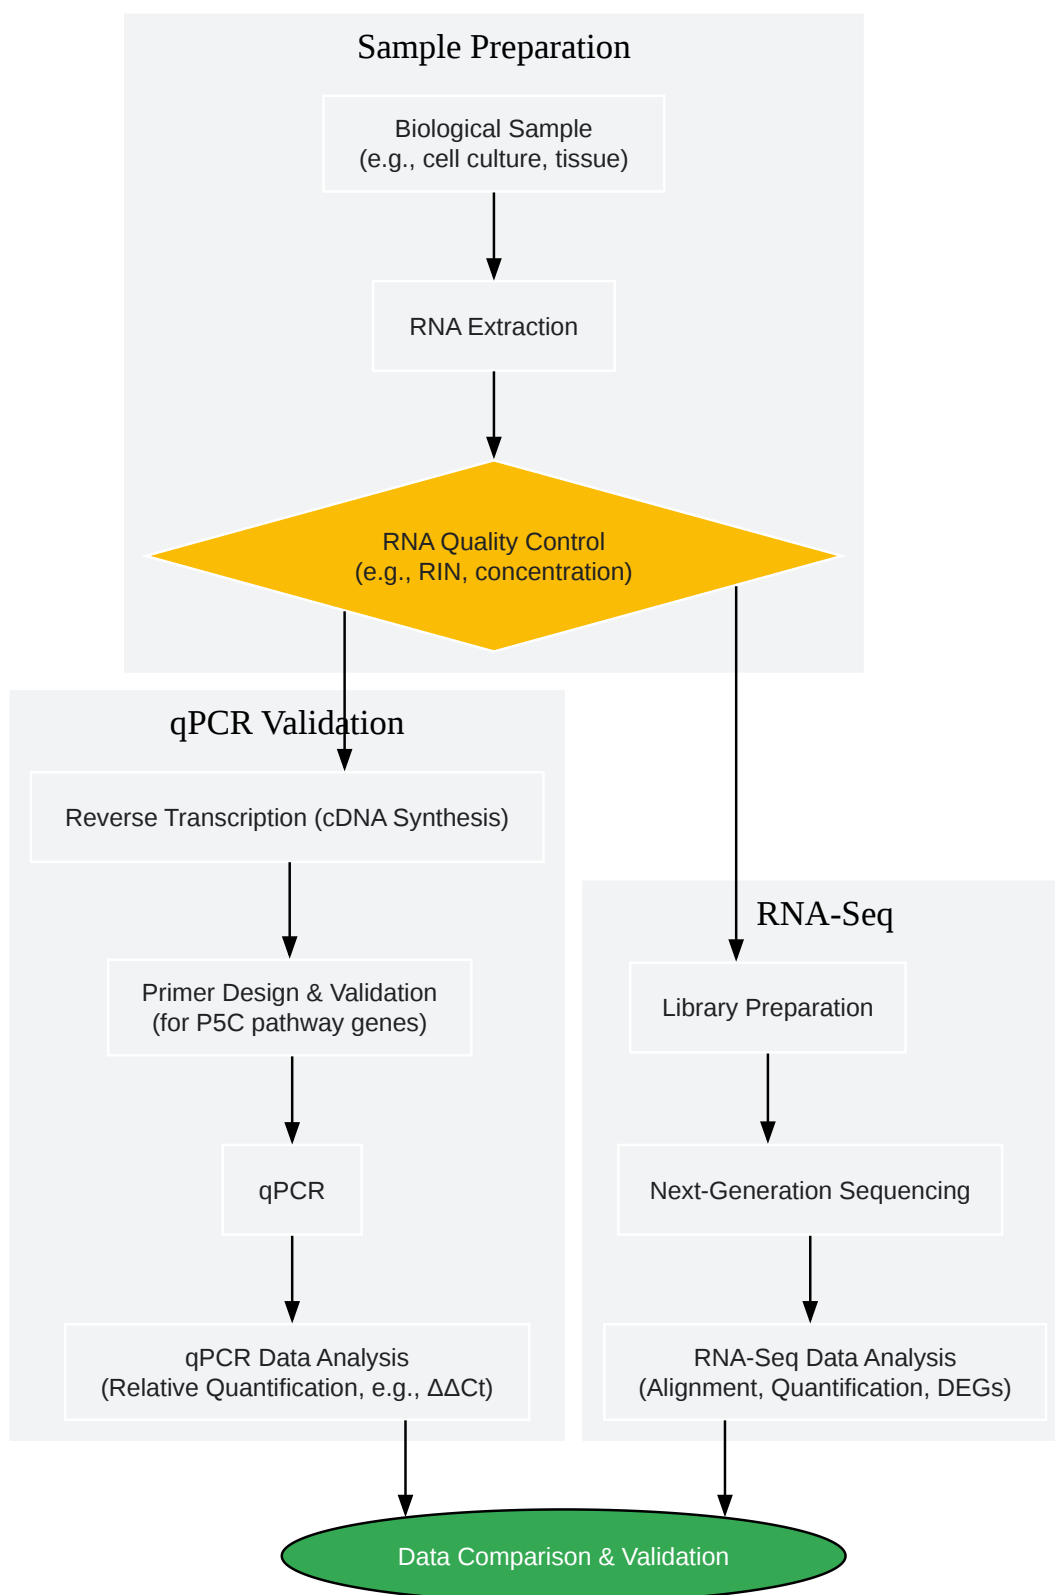 Sample Preparation
Biological Sample
(e.g., cell culture, tissue)
RNA Extraction
RNA Quality Control
(e.g., RIN, concentration)
qPCR Validation
Reverse Transcription (cDNA Synthesis)
Primer Design & Validation
(for P5C pathway genes)
qPCR
qPCR Data Analysis
(Relative Quantification, e.g., ΔΔCt)
RNA-Seq
Library Preparation
Next-Generation Sequencing
RNA-Seq Data Analysis
(Alignment, Quantification, DEGs)
Data Comparison & Validation